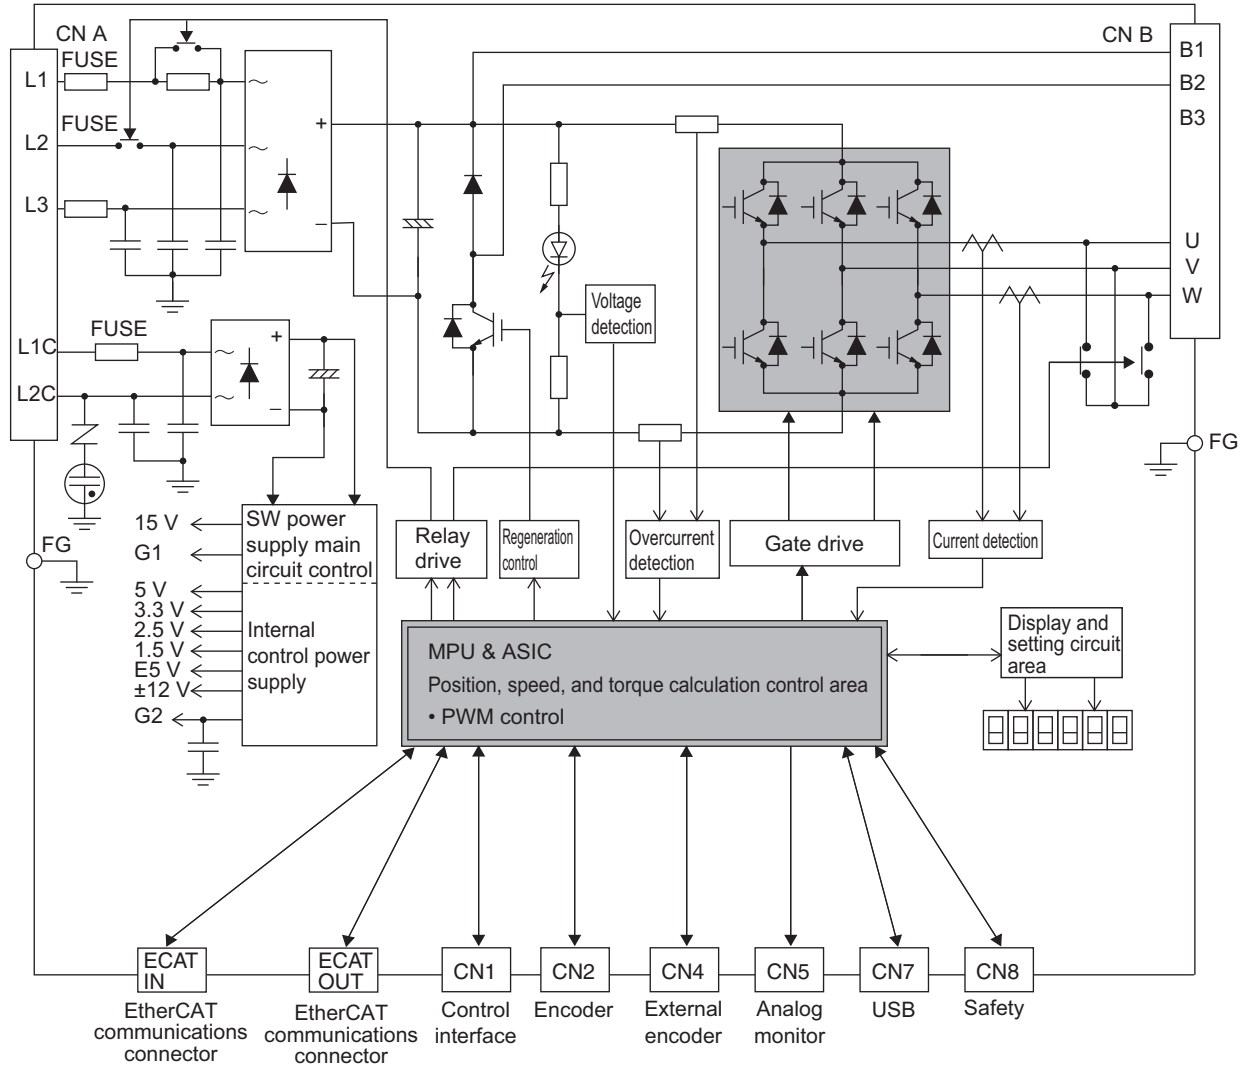 CN A
FUSE
L1
FUSE
L2
L3
+
−
CN B
B1
B2
B3
U
V
W
FUSE
L1C
L2C
+
−
Voltage
detection
FG
FG
15 V
G1
5 V
3.3 V
2.5 V
1.5 V
E5 V
±12 V
G2
SW power
supply main
circuit control
Internal
control power
supply
Relay
drive
Regeneration
control
Overcurrent
detection
Gate drive
Current detection
MPU & ASIC
Position, speed, and torque calculation control area
• PWM control
Display and
setting circuit
area
ECAT
IN
EtherCAT
communications
connector
ECAT
OUT
EtherCAT
communications
connector
CN1
Control
interface
CN2
Encoder
CN4
External
encoder
CN5
Analog
monitor
CN7
USB
CN8
Safety